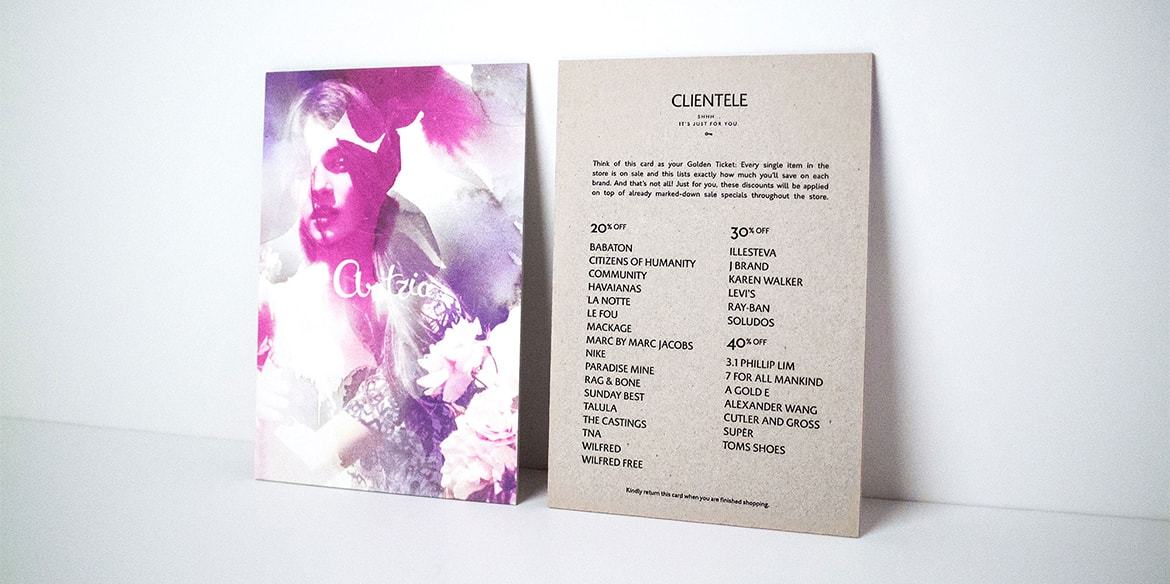 Aritzia
CLIENTELE
SHHH...
IT'S JUST FOR YOU.
Think of this card as your Golden Ticket: Every single item in the
store is on sale and this lists exactly how much you'll save on each
brand. And that's not all! Just for you, these discounts will be applied
on top of already marked-down sale specials throughout the store.
20% OFF
BABATON
CITIZENS OF HUMANITY
COMMUNITY
HAVAIANAS
LA NOTTE
LE FOU
MACKAGE
MARC BY MARC JACOBS
NIKE
PARADISE MINE
RAG & BONE
SUNDAY BEST
TALULA
THE CASTINGS
TNA
WILFRED
WILFRED FREE
30% OFF
ILLESTEVA
J BRAND
KAREN WALKER
LEVI'S
RAY-BAN
SOLUDOS
40% OFF
3.1 PHILLIP LIM
7 FOR ALL MANKIND
A GOLD E
ALEXANDER WANG
CUTLER AND GROSS
SUPER
TOMS SHOES
Kindly return this card when you are finished shopping.